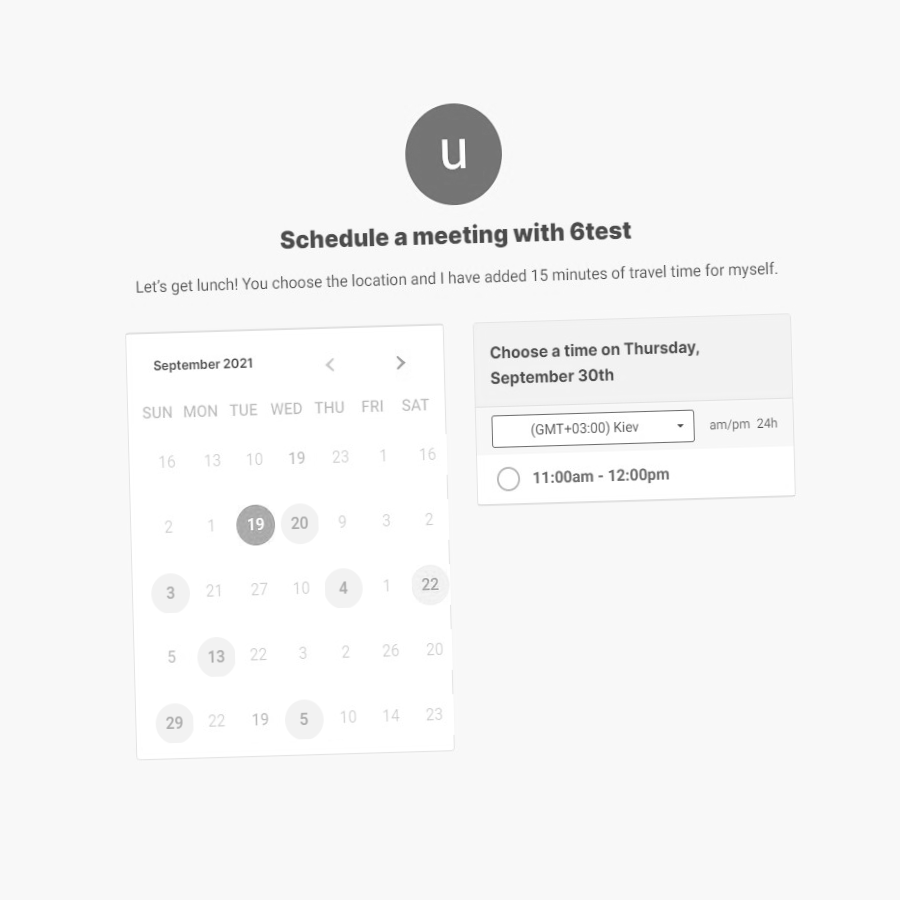 u
Schedule a meeting with 6test
Let's get lunch! You choose the location and I have added 15 minutes of travel time for myself.
September 2021
SUN MON TUE WED THU FRI SAT
16 13 10 19 23 1 16
2 1 19 20 9 3 2
3 21 27 10 4 1 22
5 13 22 3 2 26 20
29 22 19 5 10 14 23
Choose a time on Thursday,
September 30th
(GMT+03:00) Kiev am/pm 24h
11:00am - 12:00pm